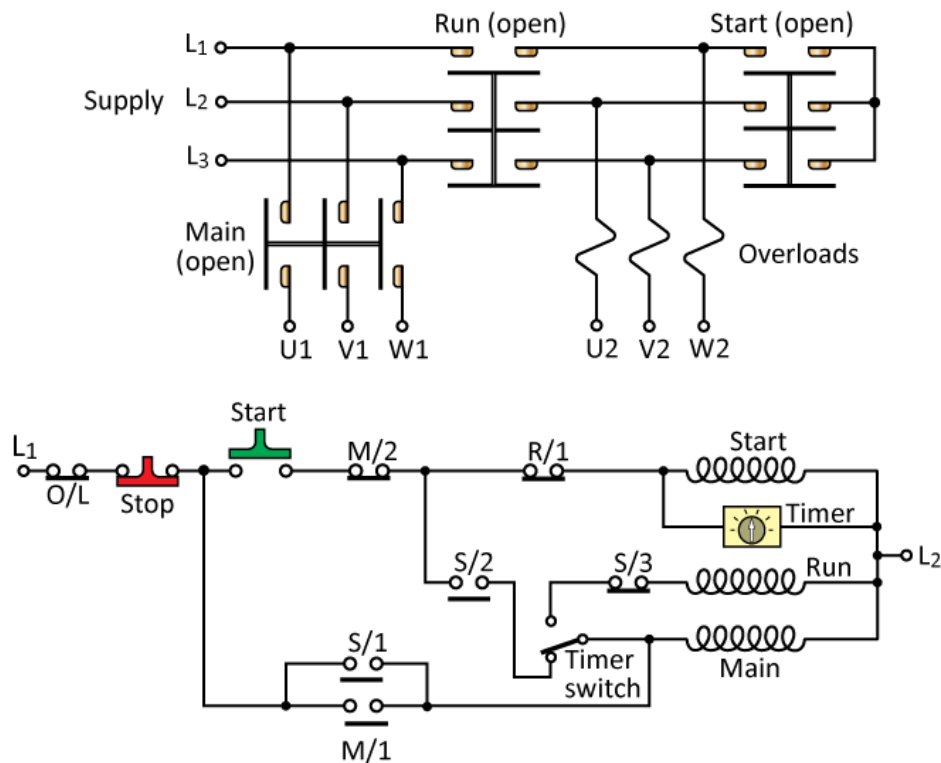 Run (open)
Start (open)
L1
Supply
L2
L3
Main
(open)
Overloads
U1
V1
W1
U2
V2
W2
Start
L1
M/2
R/1
Start
O/L
Stop
Timer
S/2
S/3
Run
L2
S/1
Timer
switch
Main
M/1